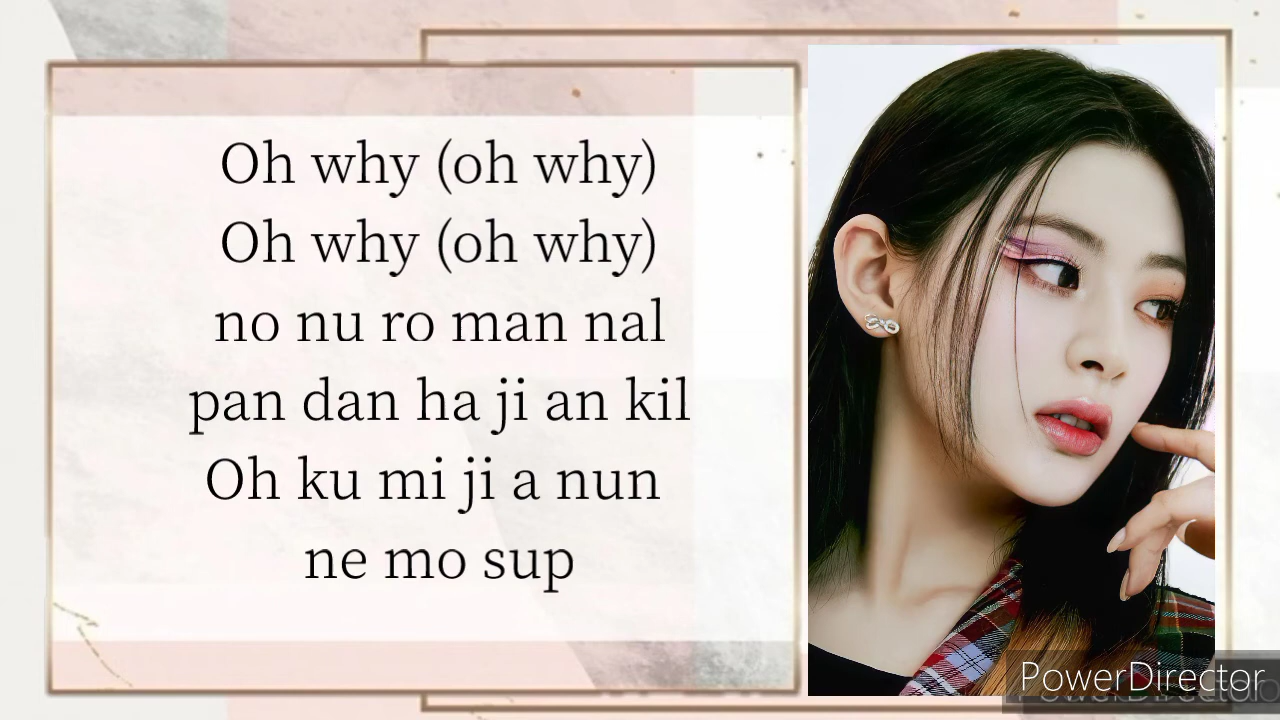 Oh why (oh why)
Oh why (oh why)
no nu ro man nal
pan dan ha ji an kil
Oh ku mi ji a nun
ne mo sup
PowerDirector